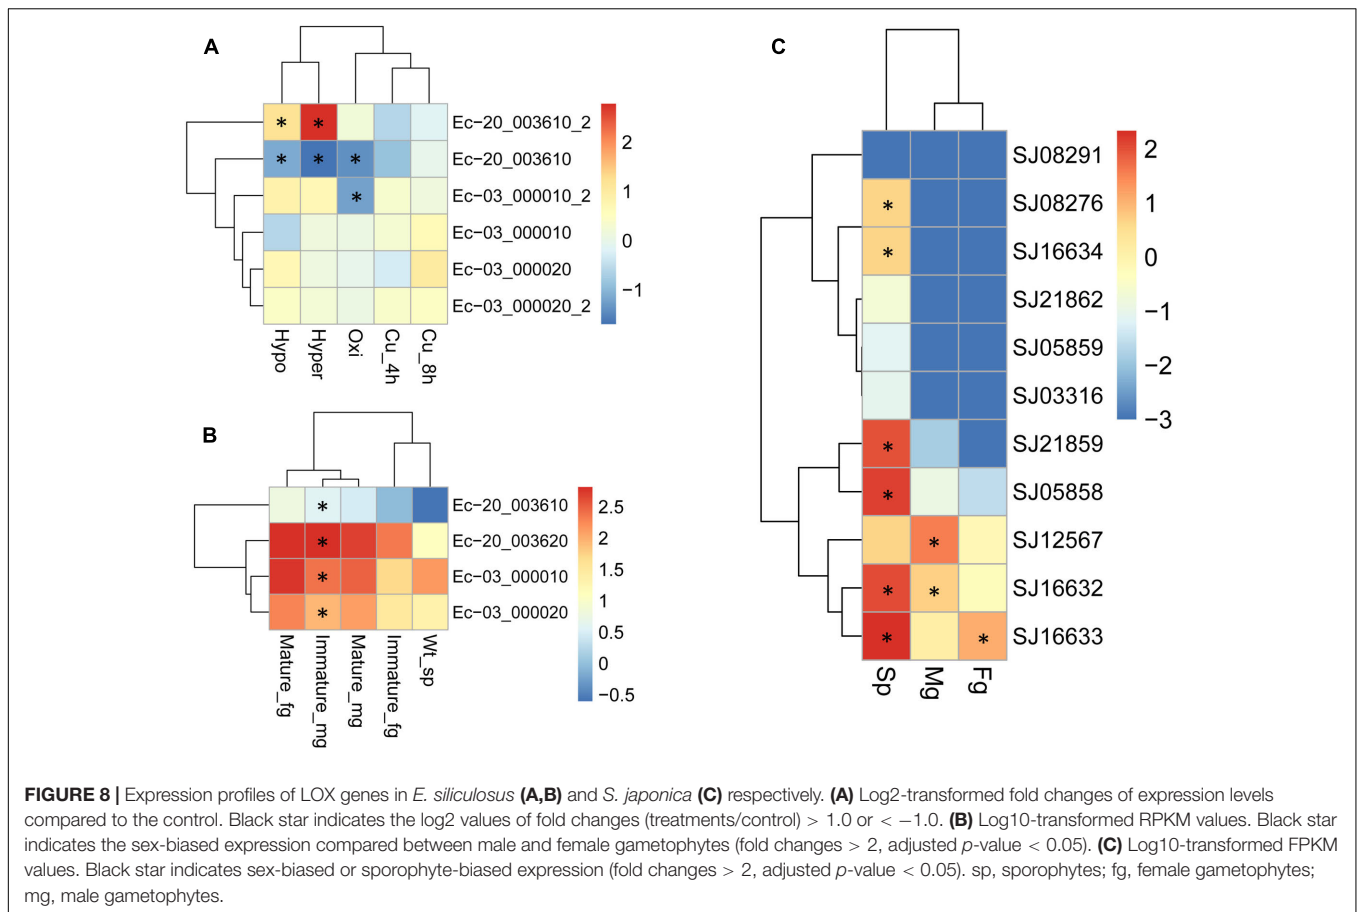 A
* * Ec-20_003610_2
* * * Ec-20_003610
* Ec-03_000010_2
Ec-03_000010
Ec-03_000020
Ec-03_000020_2
2
1
0
−1
Hypo Hyper Oxi Cu_4h Cu_8h
B
* Ec-20_003610
* Ec-20_003620
* Ec-03_000010
* Ec-03_000020
2.5
2
1.5
1
0.5
0
−0.5
Mature_fg Immature_mg Mature_mg Immature_fg Wt_sp
C
SJ08291
* SJ08276
* SJ16634
SJ21862
SJ05859
SJ03316
* SJ21859
* SJ05858
* SJ12567
* * SJ16632
* * SJ16633
2
1
0
−1
−2
−3
Sp Mg Fg
FIGURE 8 | Expression profiles of LOX genes in E. siliculosus (A,B) and S. japonica (C) respectively. (A) Log2-transformed fold changes of expression levels
compared to the control. Black star indicates the log2 values of fold changes (treatments/control) > 1.0 or < −1.0. (B) Log10-transformed RPKM values. Black star
indicates the sex-biased expression compared between male and female gametophytes (fold changes > 2, adjusted p-value < 0.05). (C) Log10-transformed FPKM
values. Black star indicates sex-biased or sporophyte-biased expression (fold changes > 2, adjusted p-value < 0.05). sp, sporophytes; fg, female gametophytes;
mg, male gametophytes.